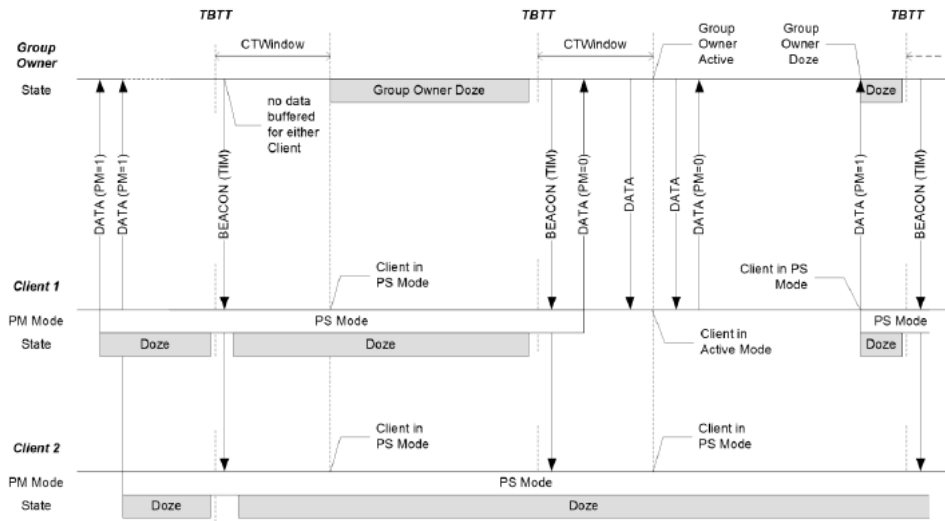 TBTT
TBTT
TBTT
Group
Owner
CTWindow
CTWindow
Group
Owner
Active
Group
Owner
Doze
State
Group Owner Doze
Doze
no data
buffered
for either
Client
DATA (PM=1)
DATA (PM=1)
BEACON (TIM)
BEACON (TIM)
DATA (PM=0)
DATA
DATA
DATA (PM=0)
DATA (PM=1)
BEACON (TIM)
Client 1
Client in
PS Mode
Client in PS
Mode
PM Mode
PS Mode
PS Mode
State
Doze
Doze
Client in
Active Mode
Doze
Client 2
Client in
PS Mode
Client in
PS Mode
PM Mode
PS Mode
State
Doze
Doze